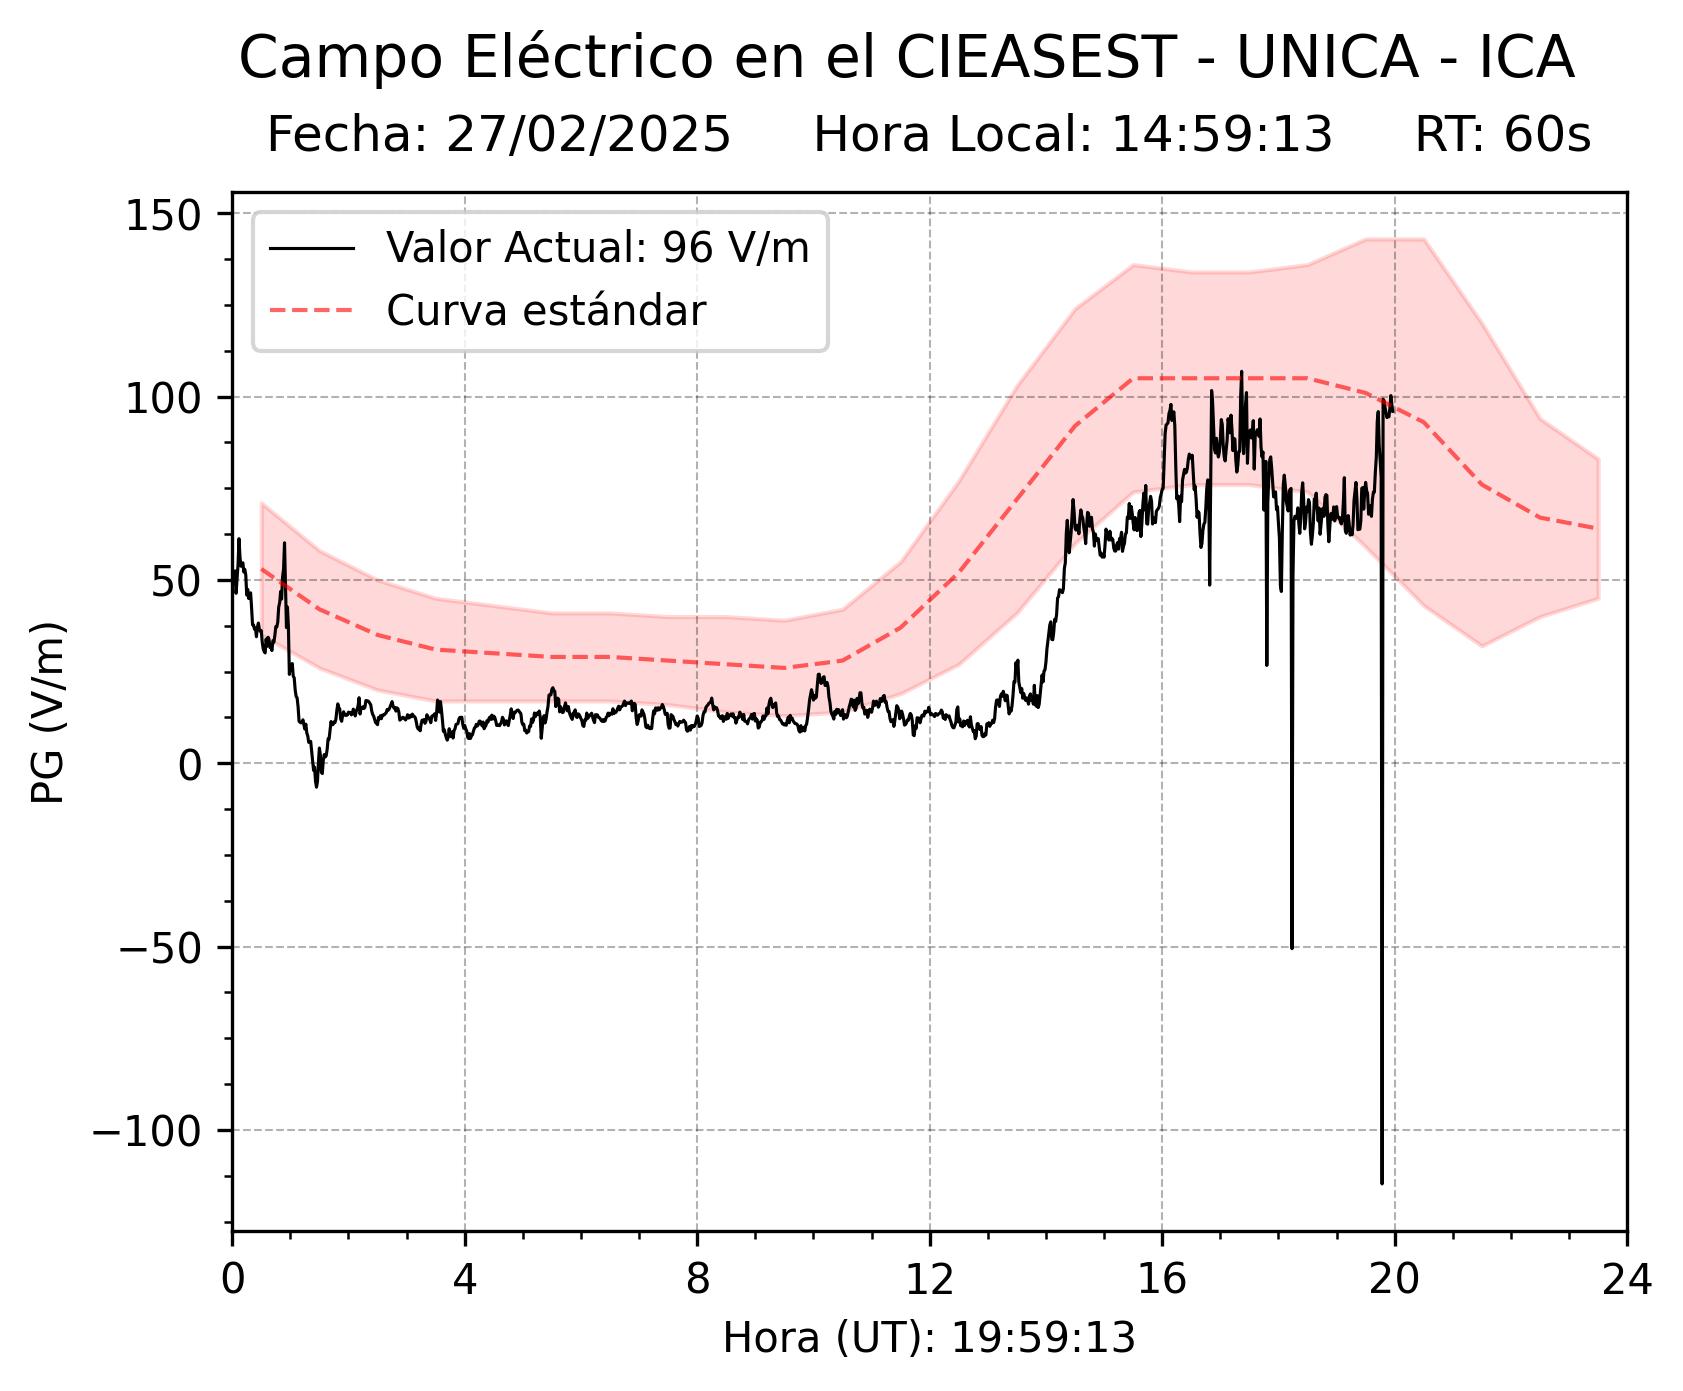 Campo Eléctrico en el CIEASEST - UNICA - ICA
Fecha: 27/02/2025 Hora Local: 14:59:13 RT: 60s
Valor Actual: 96 V/m
Curva estándar
PG (V/m)
150
100
50
0
−50
−100
0 4 8 12 16 20 24
Hora (UT): 19:59:13